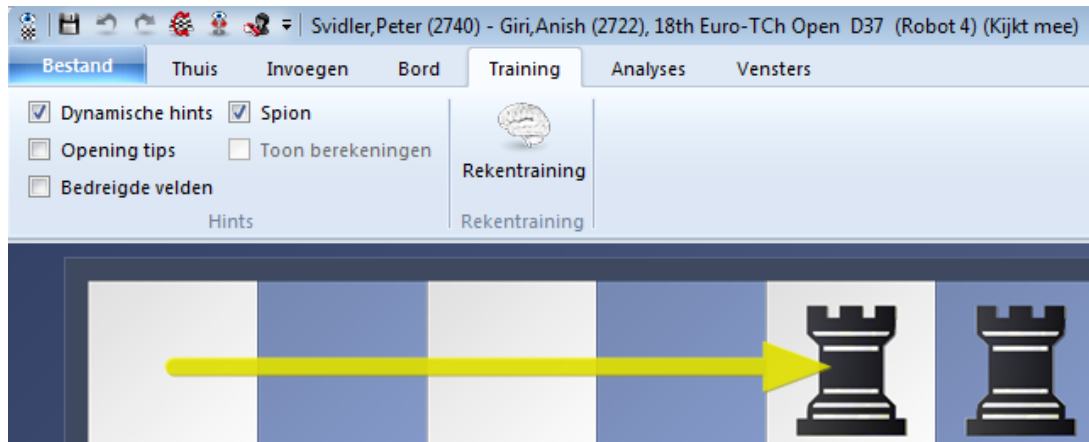 Svidler,Peter (2740) - Giri,Anish (2722), 18th Euro-TCh Open  D37  (Robot 4) (Kijkt mee)
Bestand Thuis Invoegen Bord Training Analyses Vensters
Dynamische hints Spion
Opening tips Toon berekeningen
Rekentraining
Bedreigde velden
Hints Rekentraining